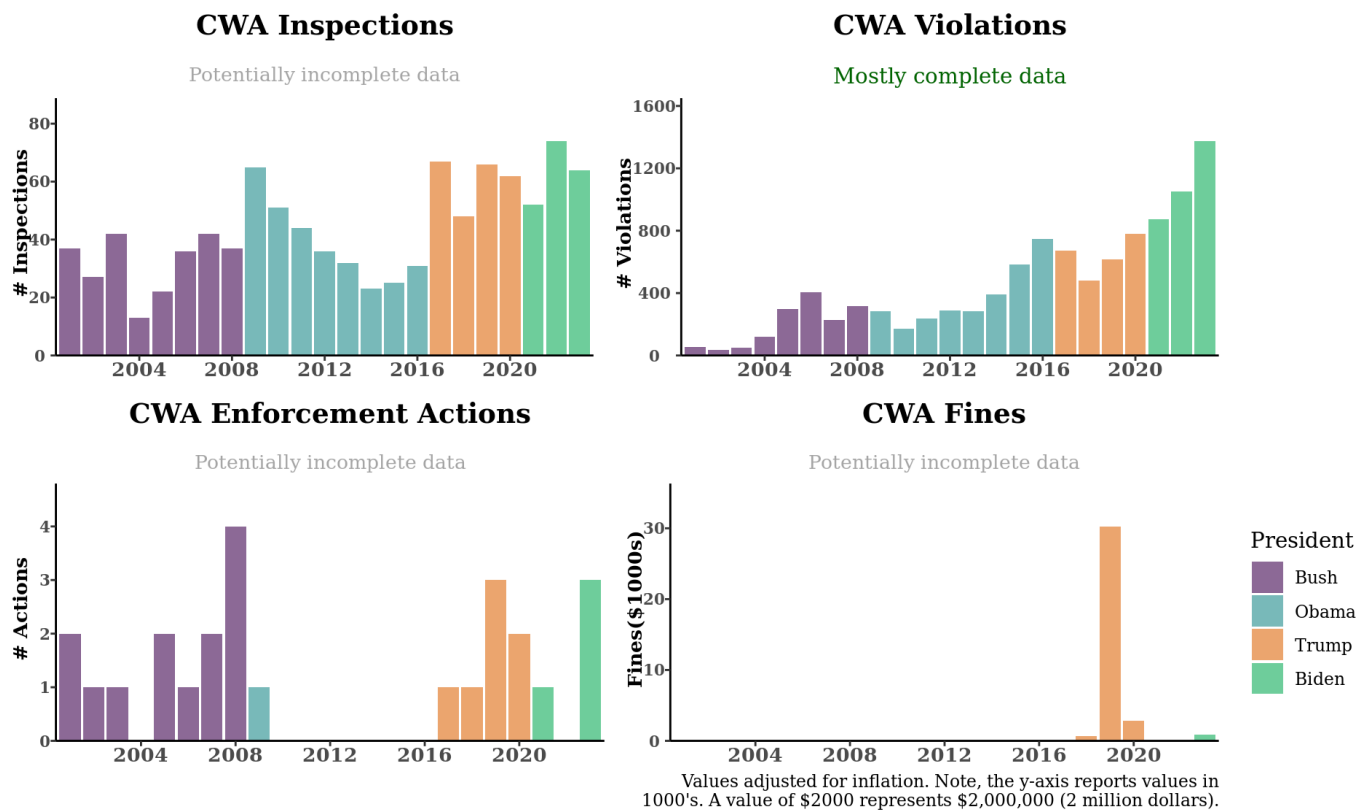 CWA Inspections
Potentially incomplete data
# Inspections
80
60
40
20
0
2004 2008 2012 2016 2020
CWA Violations
Mostly complete data
# Violations
1600
1200
800
400
0
2004 2008 2012 2016 2020
CWA Enforcement Actions
Potentially incomplete data
# Actions
4
3
2
1
0
2004 2008 2012 2016 2020
CWA Fines
Potentially incomplete data
Fines($1000s)
30
20
10
0
2004 2008 2012 2016 2020
President
Bush
Obama
Trump
Biden
Values adjusted for inflation. Note, the y-axis reports values in
1000's. A value of $2000 represents $2,000,000 (2 million dollars).